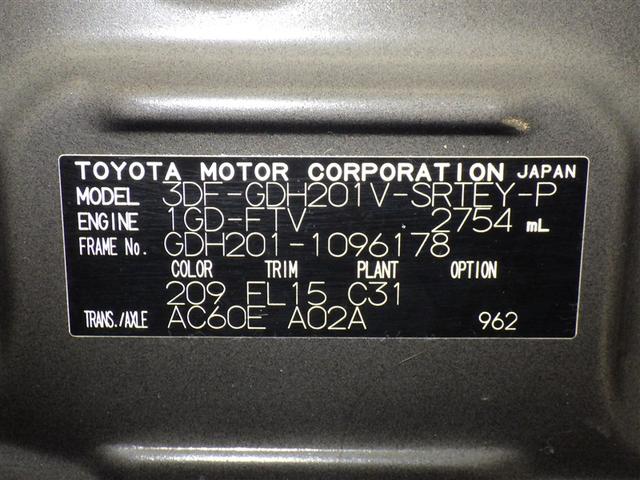 TOYOTA MOTOR CORPORATION JAPAN
MODEL 3DF-GDH201V-SRTEY-P
ENGINE 1GD-FTV 2754 mL
FRAME No. GDH201-1096178
COLOR TRIM PLANT OPTION
209 FL15 C31
TRANS./AXLE AC60E A02A 962